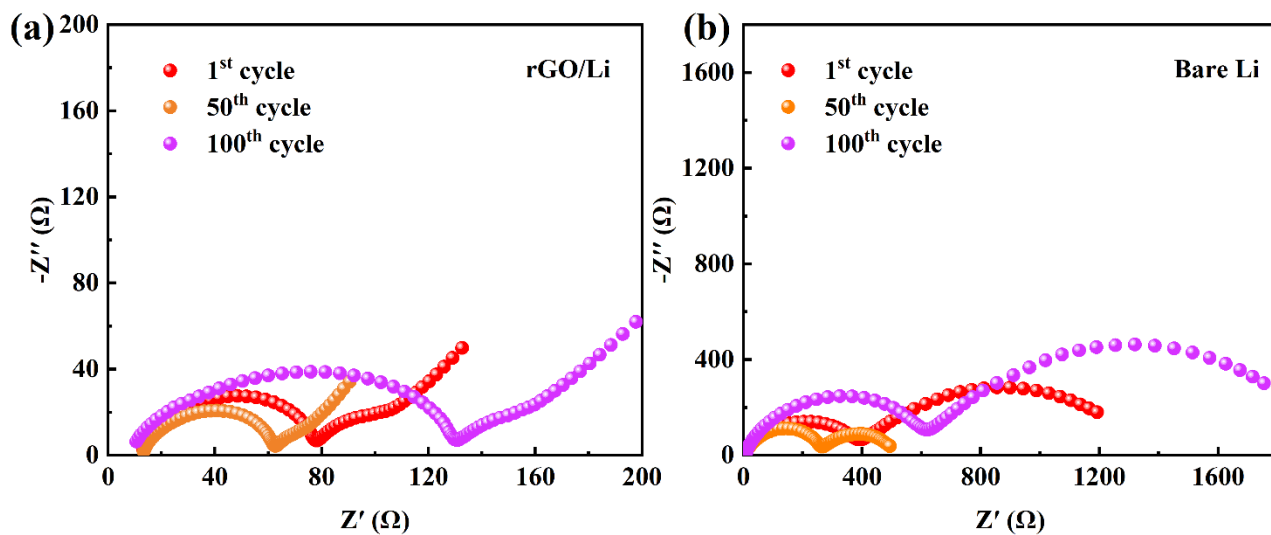 (a)
rGO/Li
1st cycle
50th cycle
100th cycle
200
160
120
80
40
0
-Z′′ (Ω)
0 40 80 120 160 200
Z′ (Ω)
(b)
Bare Li
1st cycle
50th cycle
100th cycle
1600
1200
800
400
0
-Z′′ (Ω)
0 400 800 1200 1600
Z′ (Ω)